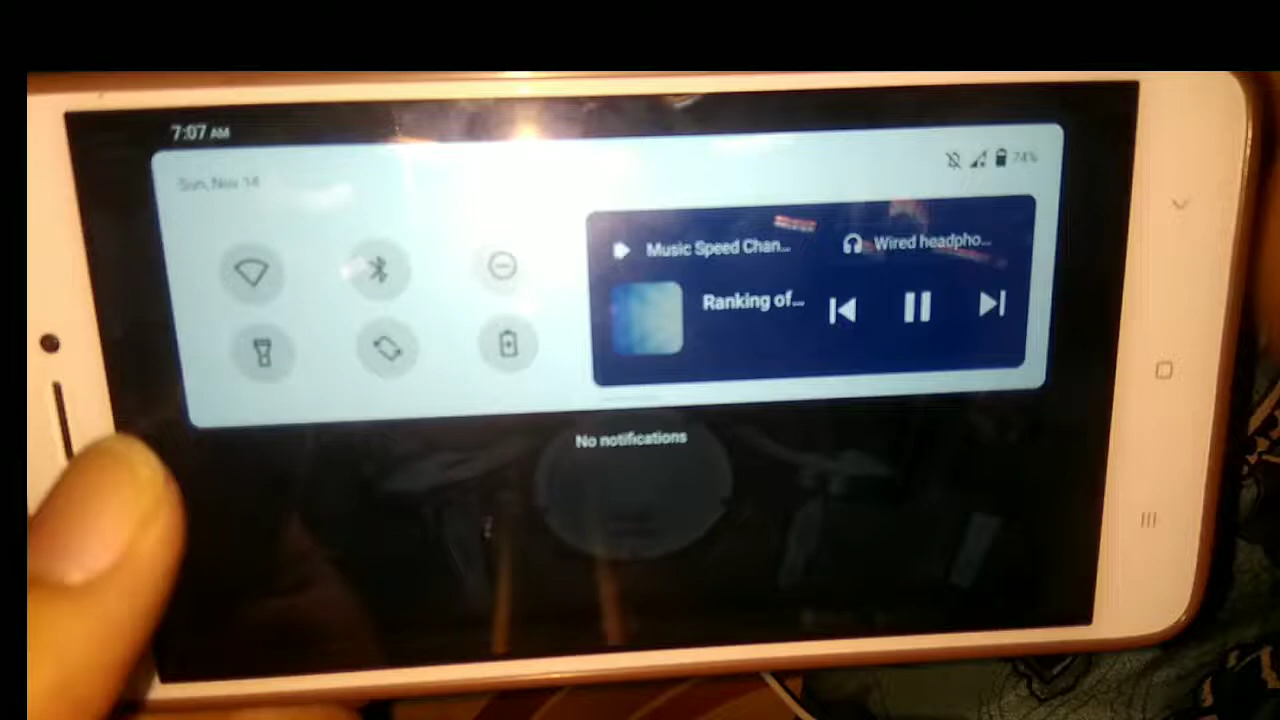 7:07 AM
Sun, Nov 14
74%
Music Speed Chan...
Wired headpho...
Ranking of...
No notifications